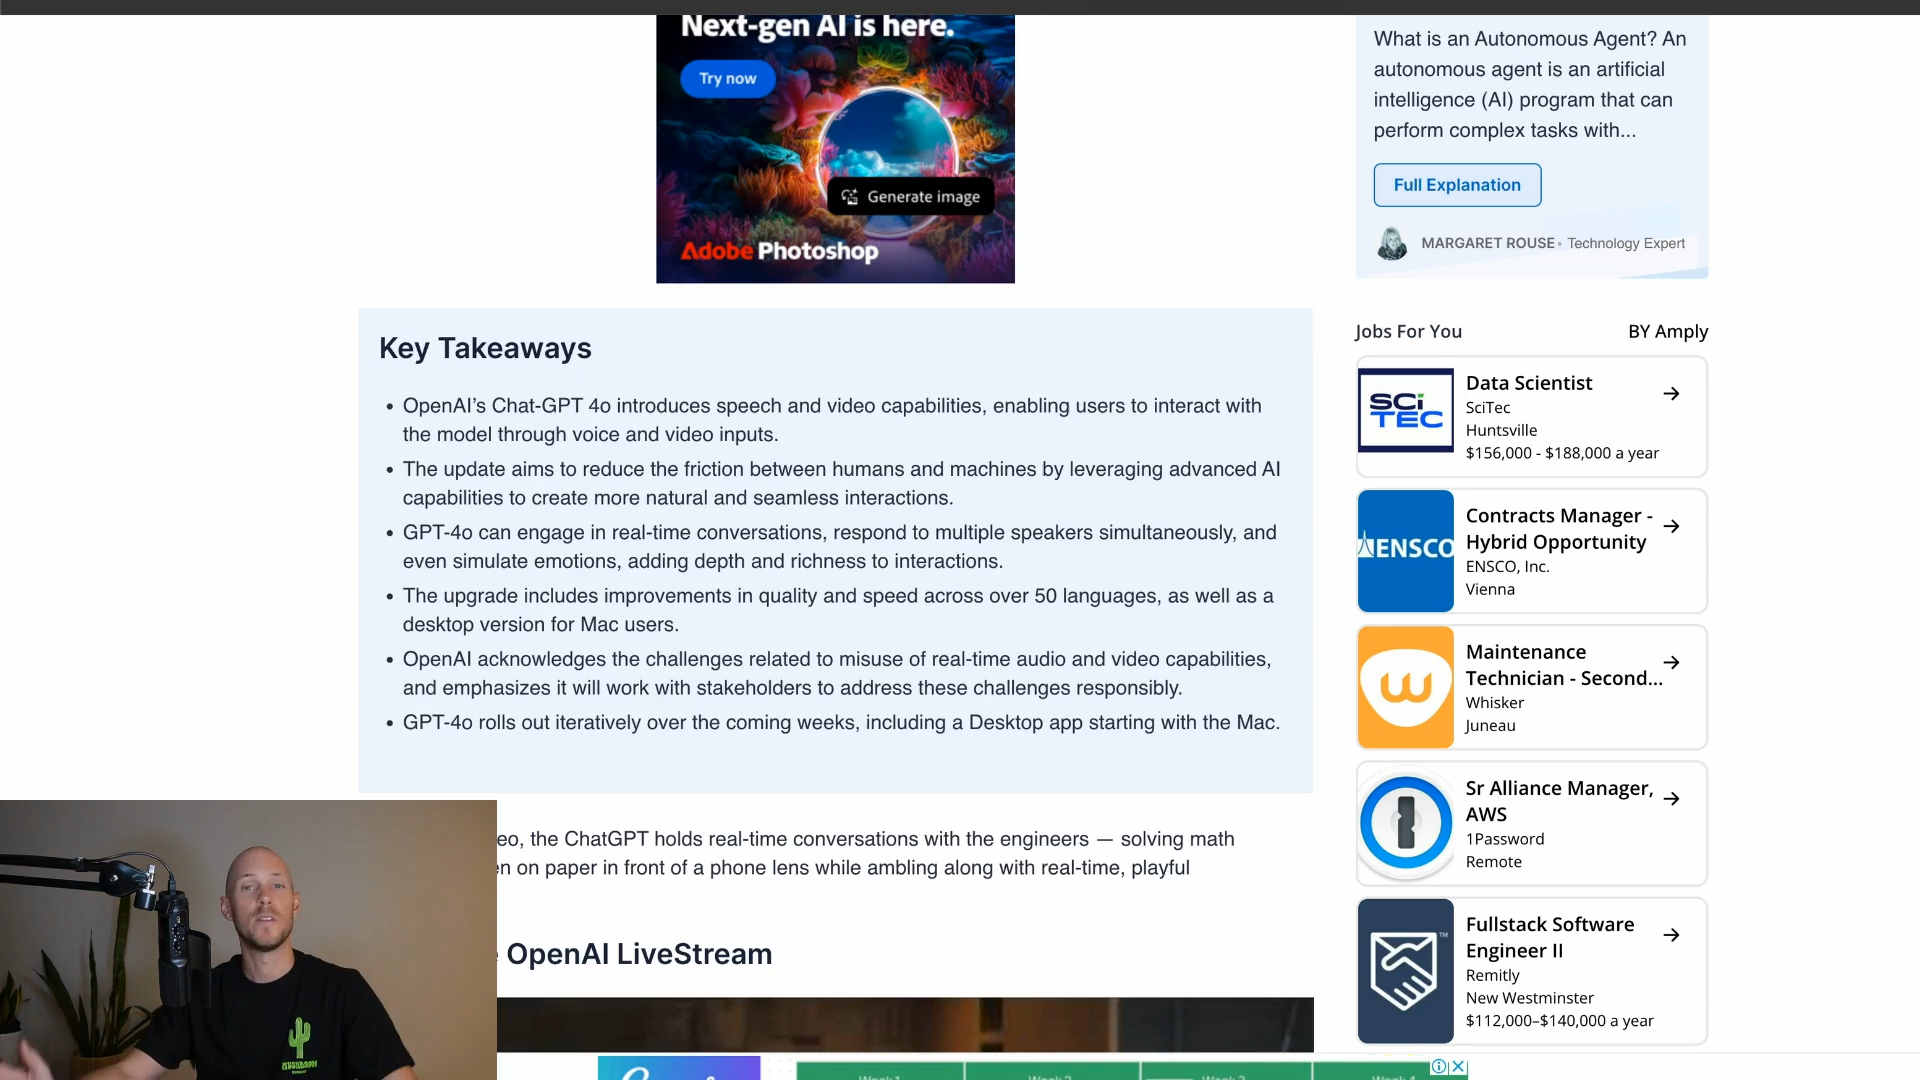 Next-gen AI is here.
Try now
Generate image
Adobe Photoshop
What is an Autonomous Agent? An
autonomous agent is an artificial
intelligence (AI) program that can
perform complex tasks with...
Full Explanation
MARGARET ROUSE • Technology Expert
Key Takeaways
• OpenAI’s Chat-GPT 4o introduces speech and video capabilities, enabling users to interact with
the model through voice and video inputs.
• The update aims to reduce the friction between humans and machines by leveraging advanced AI
capabilities to create more natural and seamless interactions.
• GPT-4o can engage in real-time conversations, respond to multiple speakers simultaneously, and
even simulate emotions, adding depth and richness to interactions.
• The upgrade includes improvements in quality and speed across over 50 languages, as well as a
desktop version for Mac users.
• OpenAI acknowledges the challenges related to misuse of real-time audio and video capabilities,
and emphasizes it will work with stakeholders to address these challenges responsibly.
• GPT-4o rolls out iteratively over the coming weeks, including a Desktop app starting with the Mac.
eo, the ChatGPT holds real-time conversations with the engineers — solving math
en on paper in front of a phone lens while ambling along with real-time, playful
OpenAI LiveStream
Jobs For You
BY Amply
SCiTEC
Data Scientist
SciTec
Huntsville
$156,000 - $188,000 a year
ENSCO
Contracts Manager -
Hybrid Opportunity
ENSCO, Inc.
Vienna
Maintenance
Technician - Second...
Whisker
Juneau
Sr Alliance Manager,
AWS
1Password
Remote
TM
Fullstack Software
Engineer II
Remitly
New Westminster
$112,000–$140,000 a year
Week 1
Week 2
Week 3
Week 4